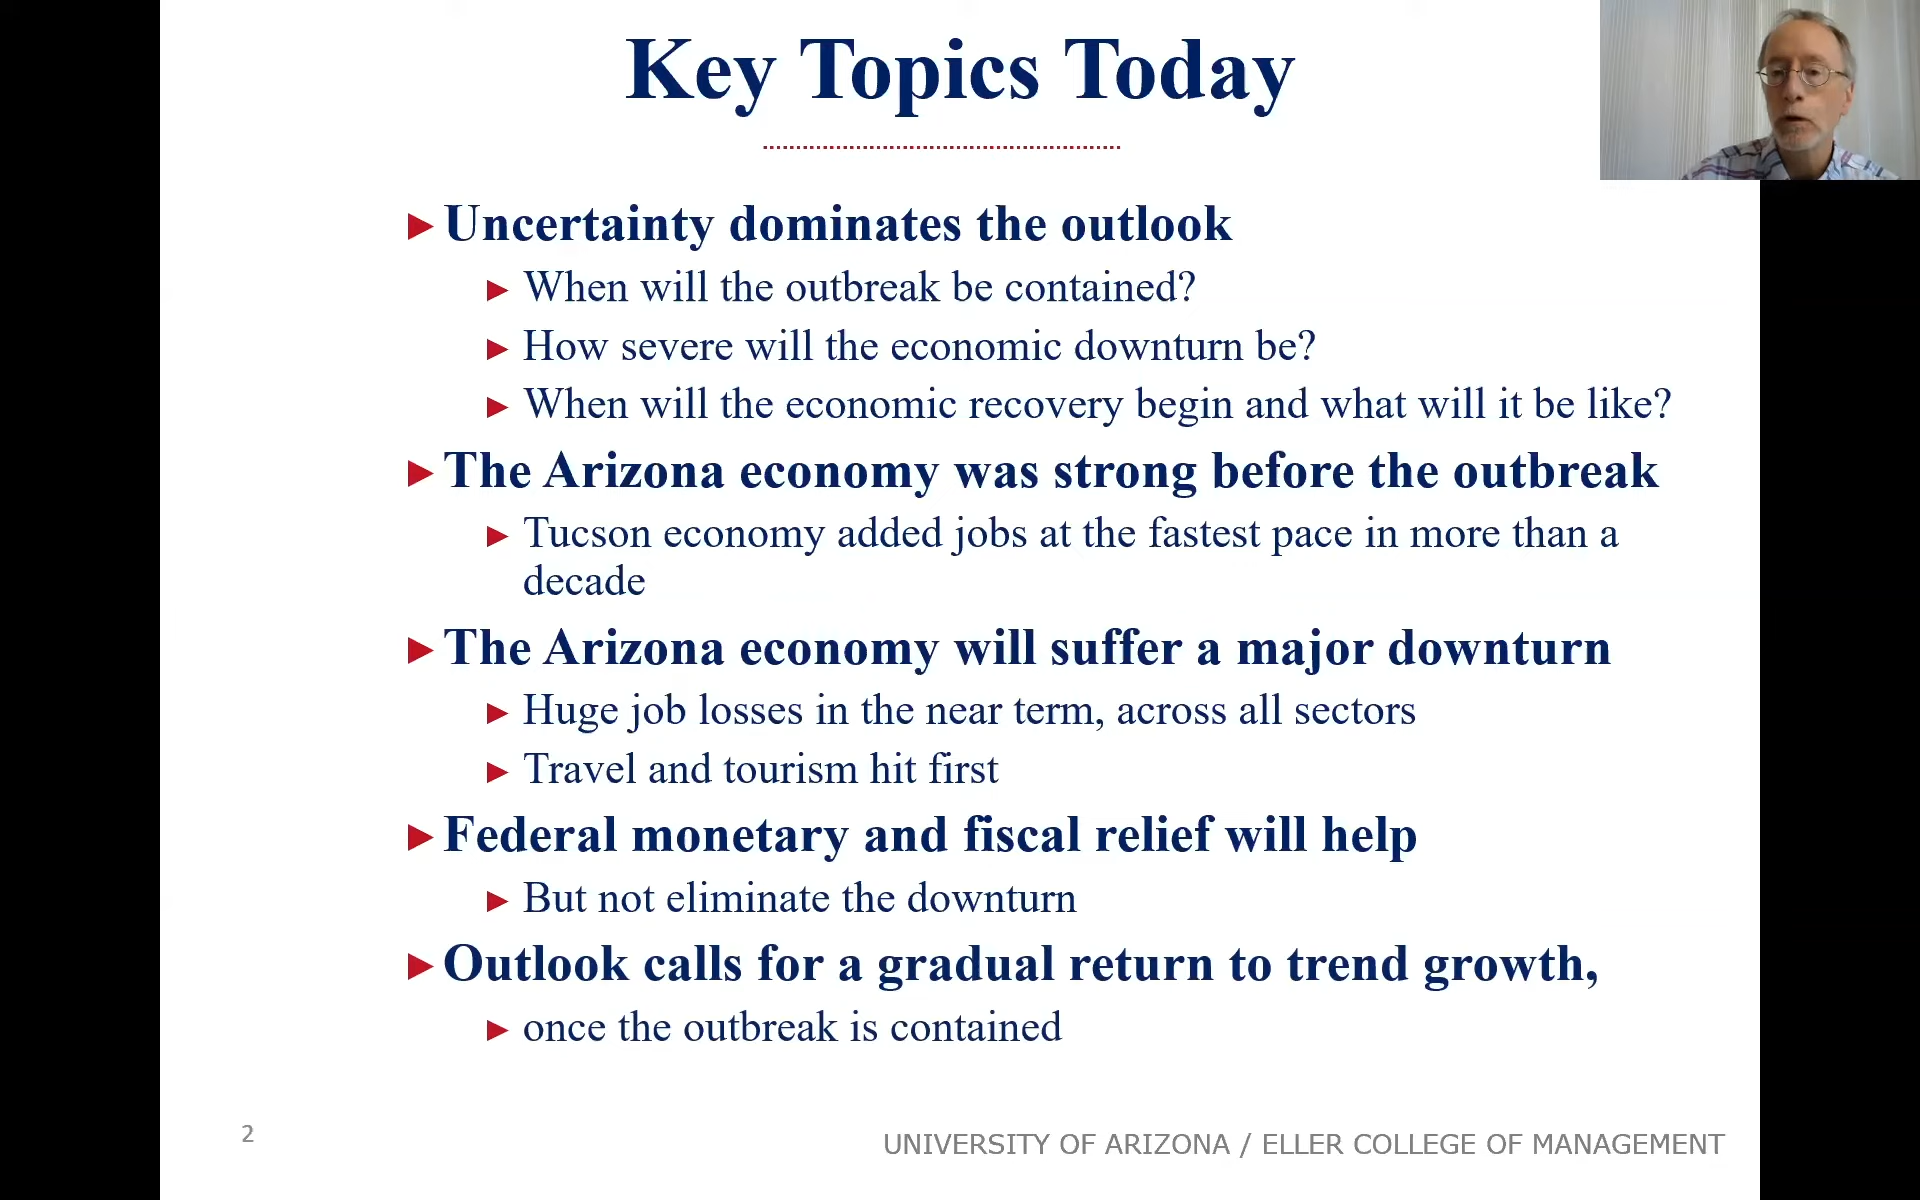 Key Topics Today
Uncertainty dominates the outlook
When will the outbreak be contained?
How severe will the economic downturn be?
When will the economic recovery begin and what will it be like?
The Arizona economy was strong before the outbreak
Tucson economy added jobs at the fastest pace in more than a
decade
The Arizona economy will suffer a major downturn
Huge job losses in the near term, across all sectors
Travel and tourism hit first
Federal monetary and fiscal relief will help
But not eliminate the downturn
Outlook calls for a gradual return to trend growth,
once the outbreak is contained
2
UNIVERSITY OF ARIZONA / ELLER COLLEGE OF MANAGEMENT